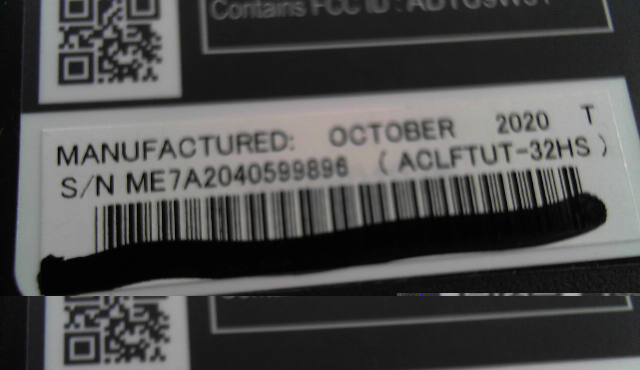 Contains FCC ID :
MANUFACTURED: OCTOBER 2020 T
S/N ME7A2040599896 ( ACLFTUT-32HS )